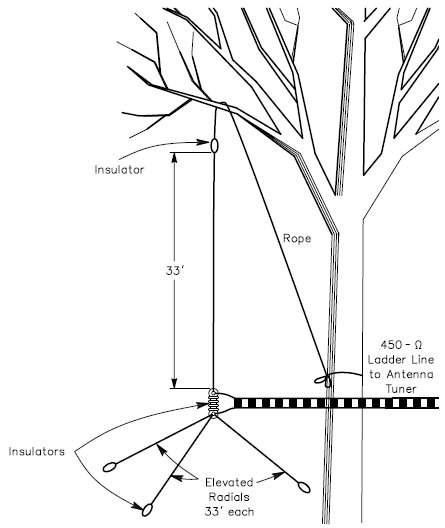 Insulator
33'
Rope
450-Ω
Ladder Line
to Antenna
Tuner
Insulators
Elevated
Radials
33' each